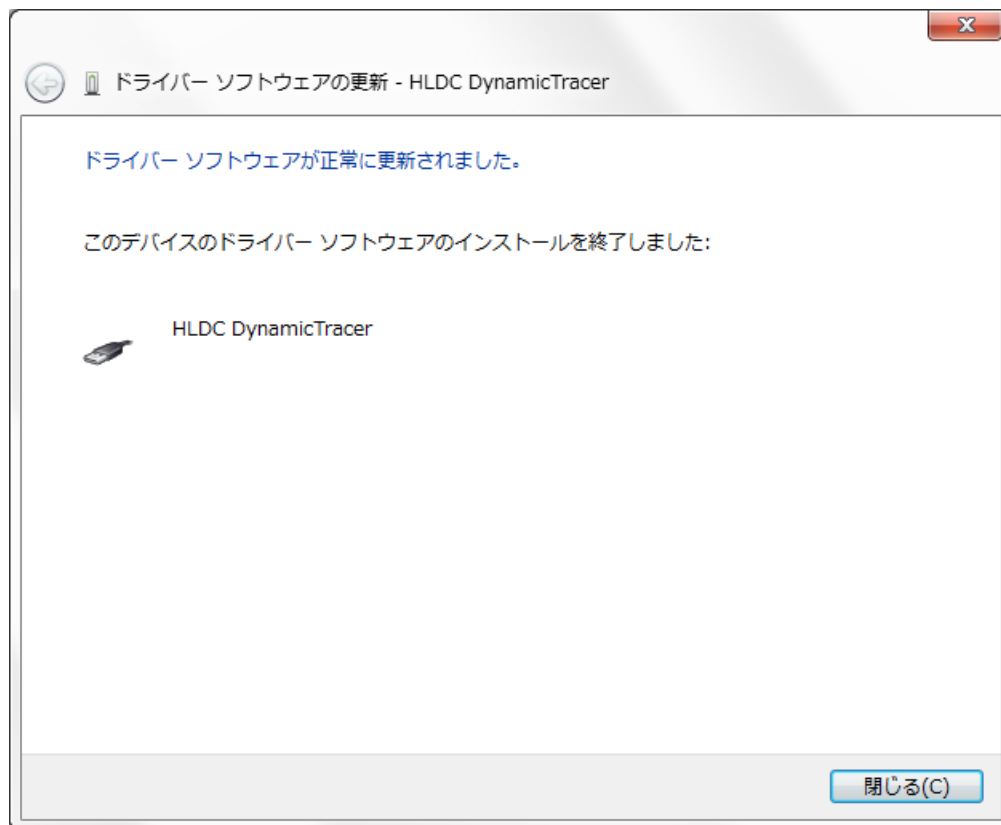 ドライバー ソフトウェアの更新 - HLDC DynamicTracer
ドライバー ソフトウェアが正常に更新されました。
このデバイスのドライバー ソフトウェアのインストールを終了しました:
HLDC DynamicTracer
閉じる(C)